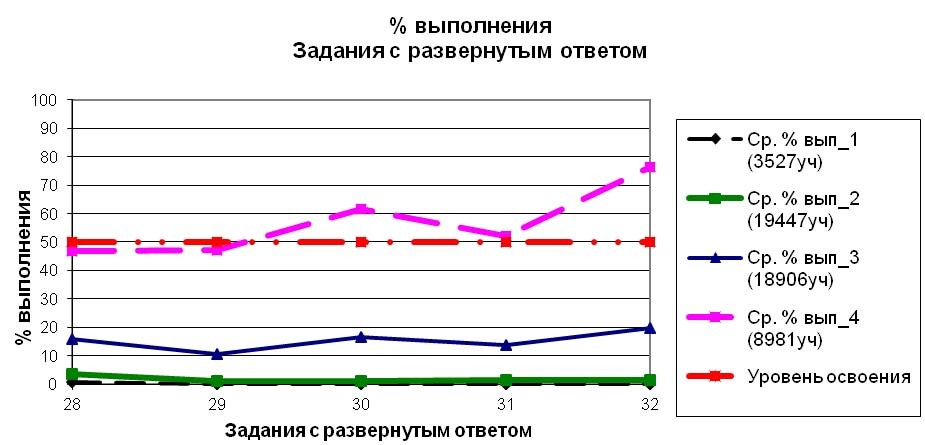 % выполнения
Задания с развернутым ответом
% выполнения
100
90
80
70
60
50
40
30
20
10
0
28
29
30
31
32
Задания с развернутым ответом
Ср. % вып_1
(3527уч)
Ср. % вып_2
(19447уч)
Ср. % вып_3
(18906уч)
Ср. % вып_4
(8981уч)
Уровень освоения